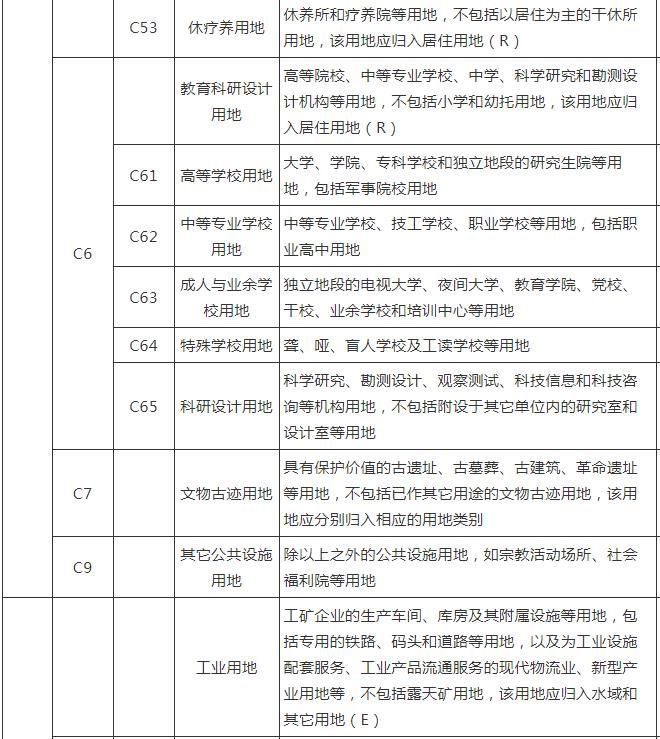 C53
休疗养用地
休养所和疗养院等用地，不包括以居住为主的干休所
用地，该用地应归入居住用地（R）
C6
教育科研设计
用地
高等院校、中等专业学校、中学、科学研究和勘测设
计机构等用地，不包括小学和幼托用地，该用地应归
入居住用地（R）
C61
高等学校用地
大学、学院、专科学校和独立地段的研究生院等用
地，包括军事院校用地
C62
中等专业学校
用地
中等专业学校、技工学校、职业学校等用地，包括职
业高中用地
C63
成人与业余学
校用地
独立地段的电视大学、夜间大学、教育学院、党校、
干校、业余学校和培训中心等用地
C64
特殊学校用地
聋、哑、盲人学校及工读学校等用地
C65
科研设计用地
科学研究、勘测设计、观察测试、科技信息和科技咨
询等机构用地，不包括附设于其它单位内的研究室和
设计室等用地
C7
文物古迹用地
具有保护价值的古遗址、古墓葬、古建筑、革命遗址
等用地，不包括已作其它用途的文物古迹用地，该用
地应分别归入相应的用地类别
C9
其它公共设施
用地
除以上之外的公共设施用地，如宗教活动场所、社会
福利院等用地
工业用地
工矿企业的生产车间、库房及其附属设施等用地，包
括专用的铁路、码头和道路等用地，以及为工业设施
配套服务、工业产品流通服务的现代物流业、新型产
业用地等，不包括露天矿用地，该用地应归入水域和
其它用地（E）